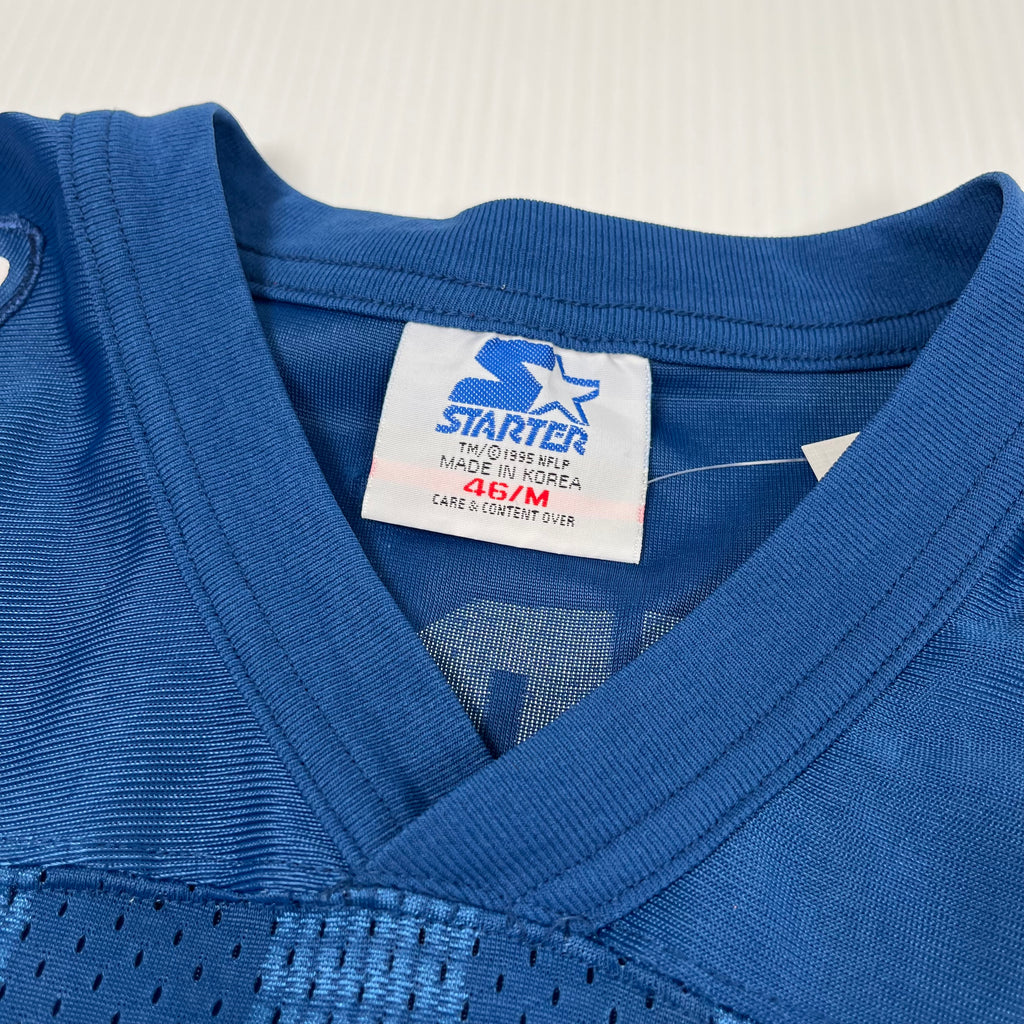 STARTER
TM/©1995 NFLP
MADE IN KOREA
46/M
CARE & CONTENT OVER